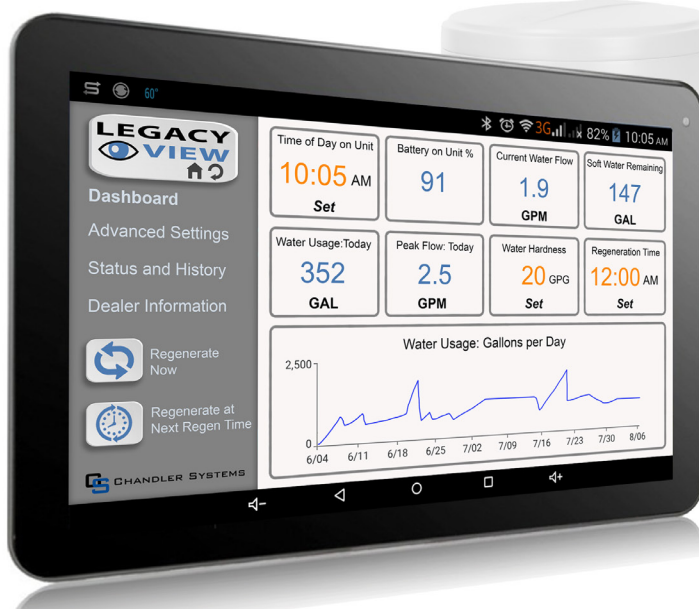 60°
3G 82% 10:05 AM
LEGACY
VIEW
Dashboard
Advanced Settings
Status and History
Dealer Information
Regenerate
Now
Regenerate at
Next Regen Time
CS CHANDLER SYSTEMS
Time of Day on Unit
10:05 AM
Set
Battery on Unit %
91
Current Water Flow
1.9
GPM
Soft Water Remaining
147
GAL
Water Usage:Today
352
GAL
Peak Flow: Today
2.5
GPM
Water Hardness
20 GPG
Set
Regeneration Time
12:00 AM
Set
Water Usage: Gallons per Day
2,500
0
6/04 6/11 6/18 6/25 7/02 7/09 7/16 7/23 7/30 8/06